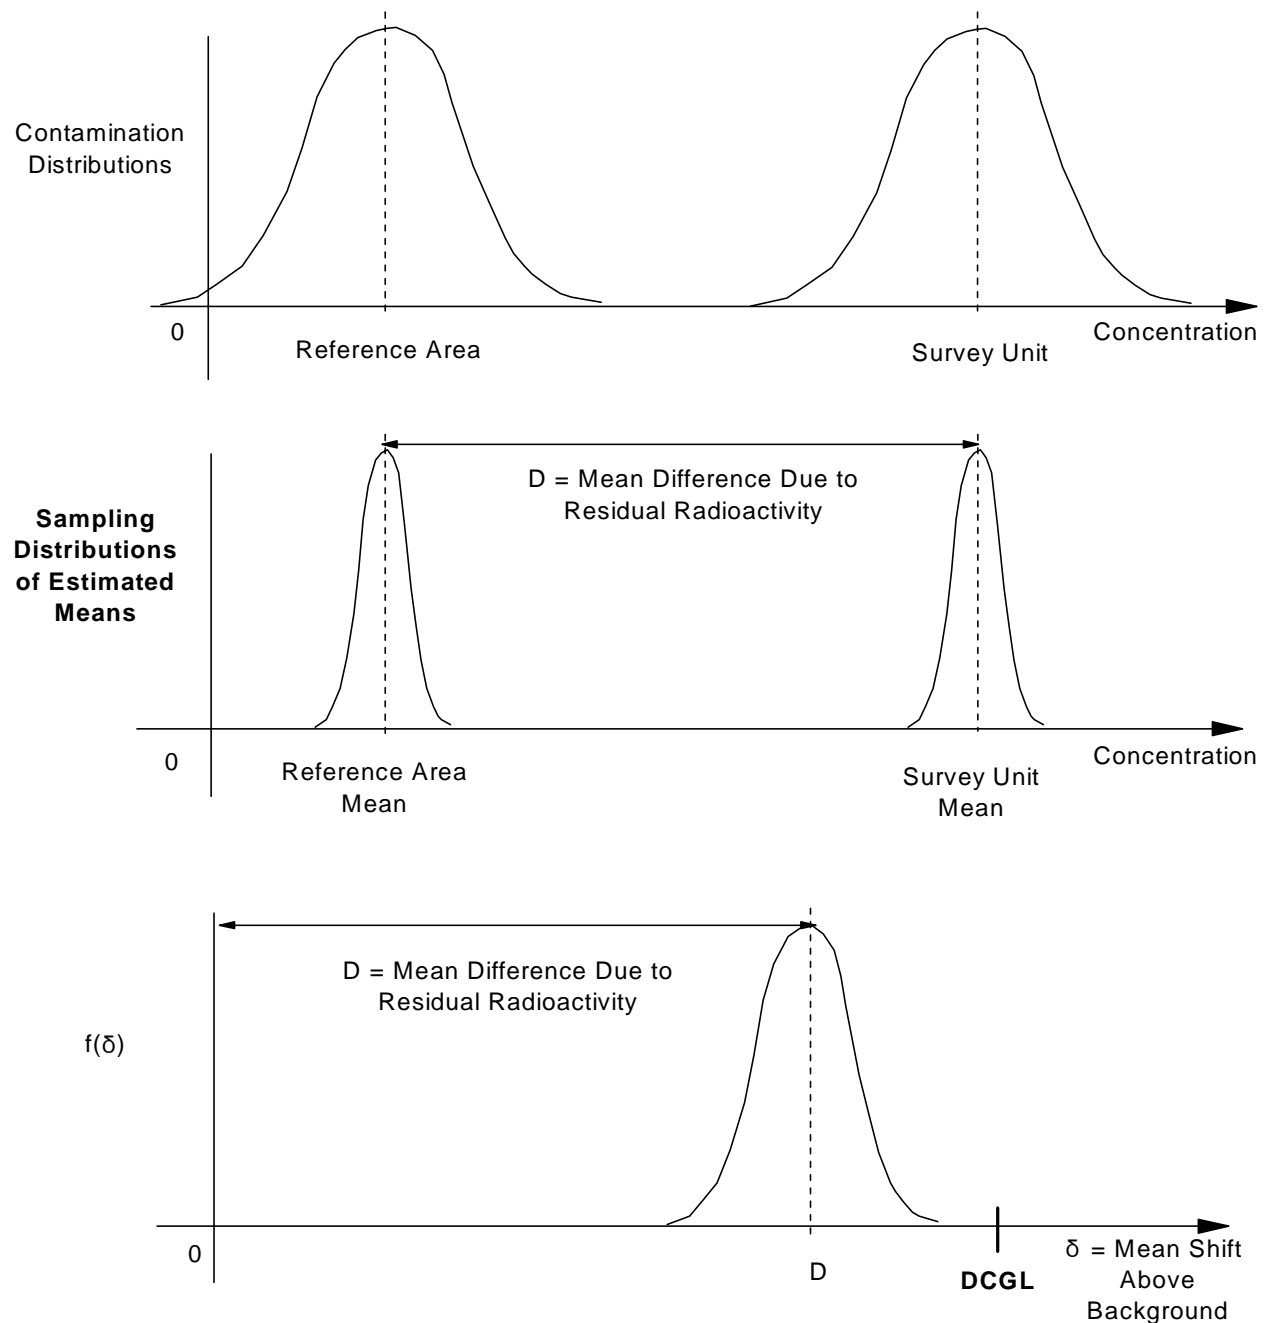 Contamination
Distributions
0
Reference Area
Survey Unit
Concentration
D = Mean Difference Due to
Residual Radioactivity
Sampling
Distributions
of Estimated
Means
0
Reference Area
Mean
Survey Unit
Mean
Concentration
D = Mean Difference Due to
Residual Radioactivity
f(δ)
0
D
DCGL
δ = Mean Shift
Above
Background